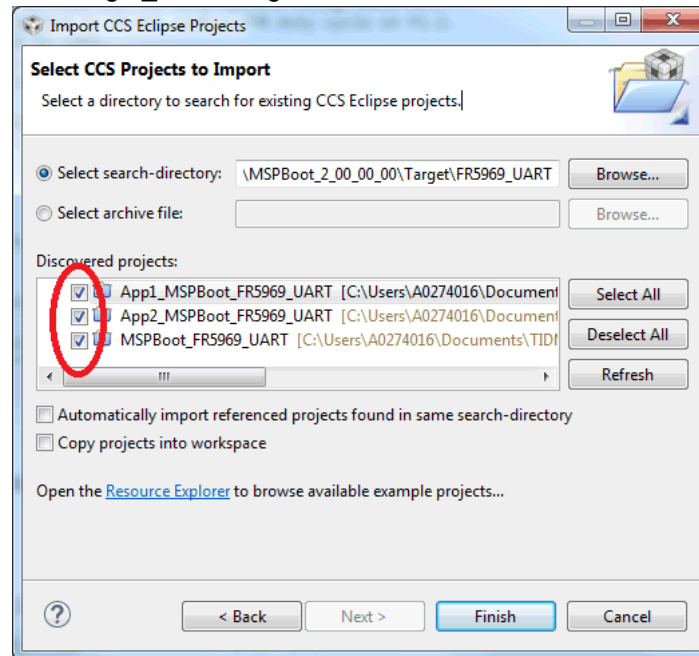 Import CCS Eclipse Projects
Select CCS Projects to Import
Select a directory to search for existing CCS Eclipse projects.
Select search-directory: \MSPBoot_2_00_00_00\Target\FR5969_UART Browse...
Select archive file: Browse...
Discovered projects:
App1_MSPBoot_FR5969_UART [C:\Users\A0274016\Document Select All
App2_MSPBoot_FR5969_UART [C:\Users\A0274016\Document
MSPBoot_FR5969_UART [C:\Users\A0274016\Documents\TID Deselect All
Refresh
Automatically import referenced projects found in same search-directory
Copy projects into workspace
Open the Resource Explorer to browse available example projects...
? < Back Next > Finish Cancel